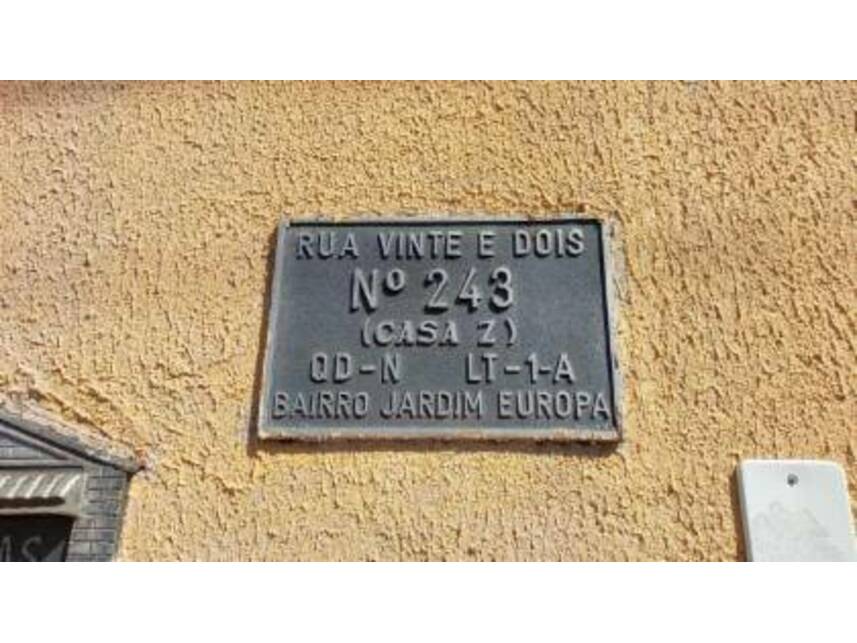 RUA VINTE E DOIS
Nº 243
(CASA Z)
QD-N LT-1-A
BAIRRO JARDIM EUROPA